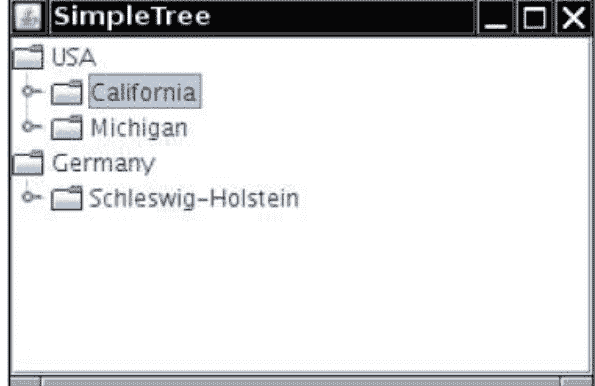 SimpleTree
USA
California
Michigan
Germany
Schleswig-Holstein